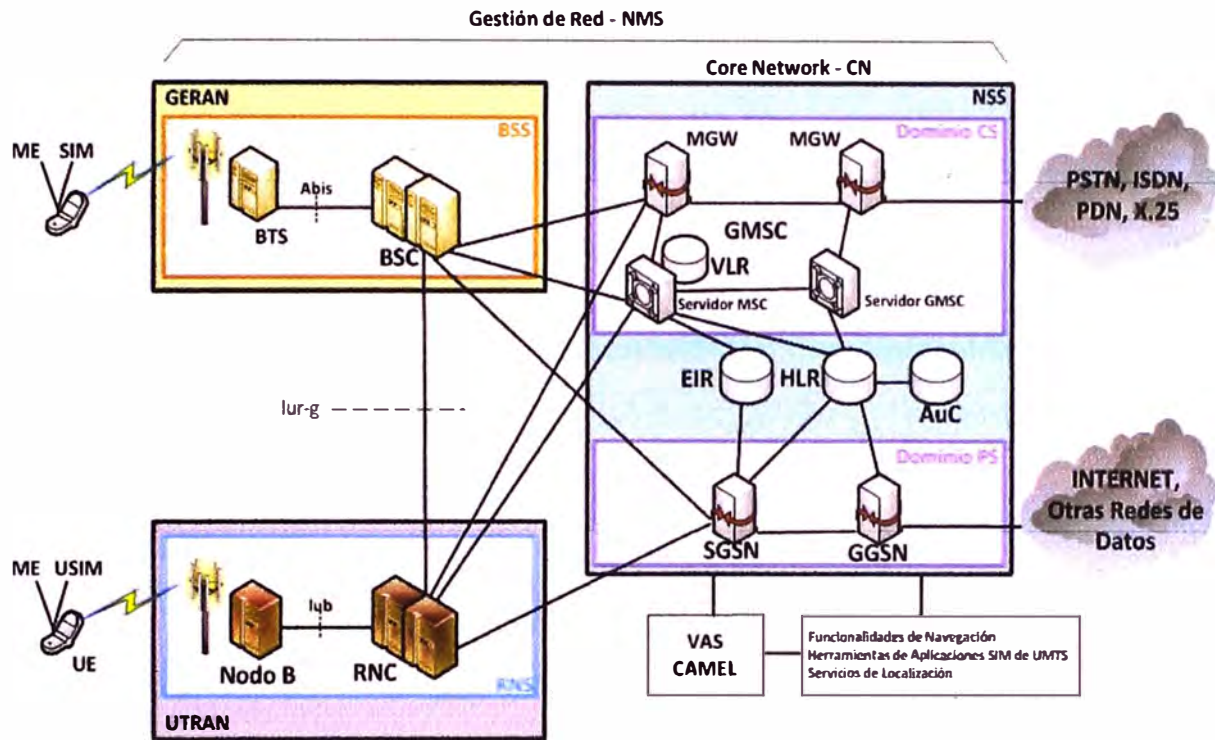 Gestión de Red - NMS
Core Network - CN
GERAN
BSS
ME SIM
Abis
BTS
BSC
NSS
Dominio CS
MGW
MGW
GMSC
VLR
Servidor MSC
Servidor GMSC
PSTN, ISDN,
PDN, X.25
EIR
HLR
AuC
Iur-g
Dominio PS
SGSN
GGSN
INTERNET,
Otras Redes de
Datos
ME USIM
UE
Iub
Nodo B
RNC
RNS
UTRAN
VAS
CAMEL
Funcionalidades de Navegación
Herramientas de Aplicaciones SIM de UMTS
Servicios de Localización